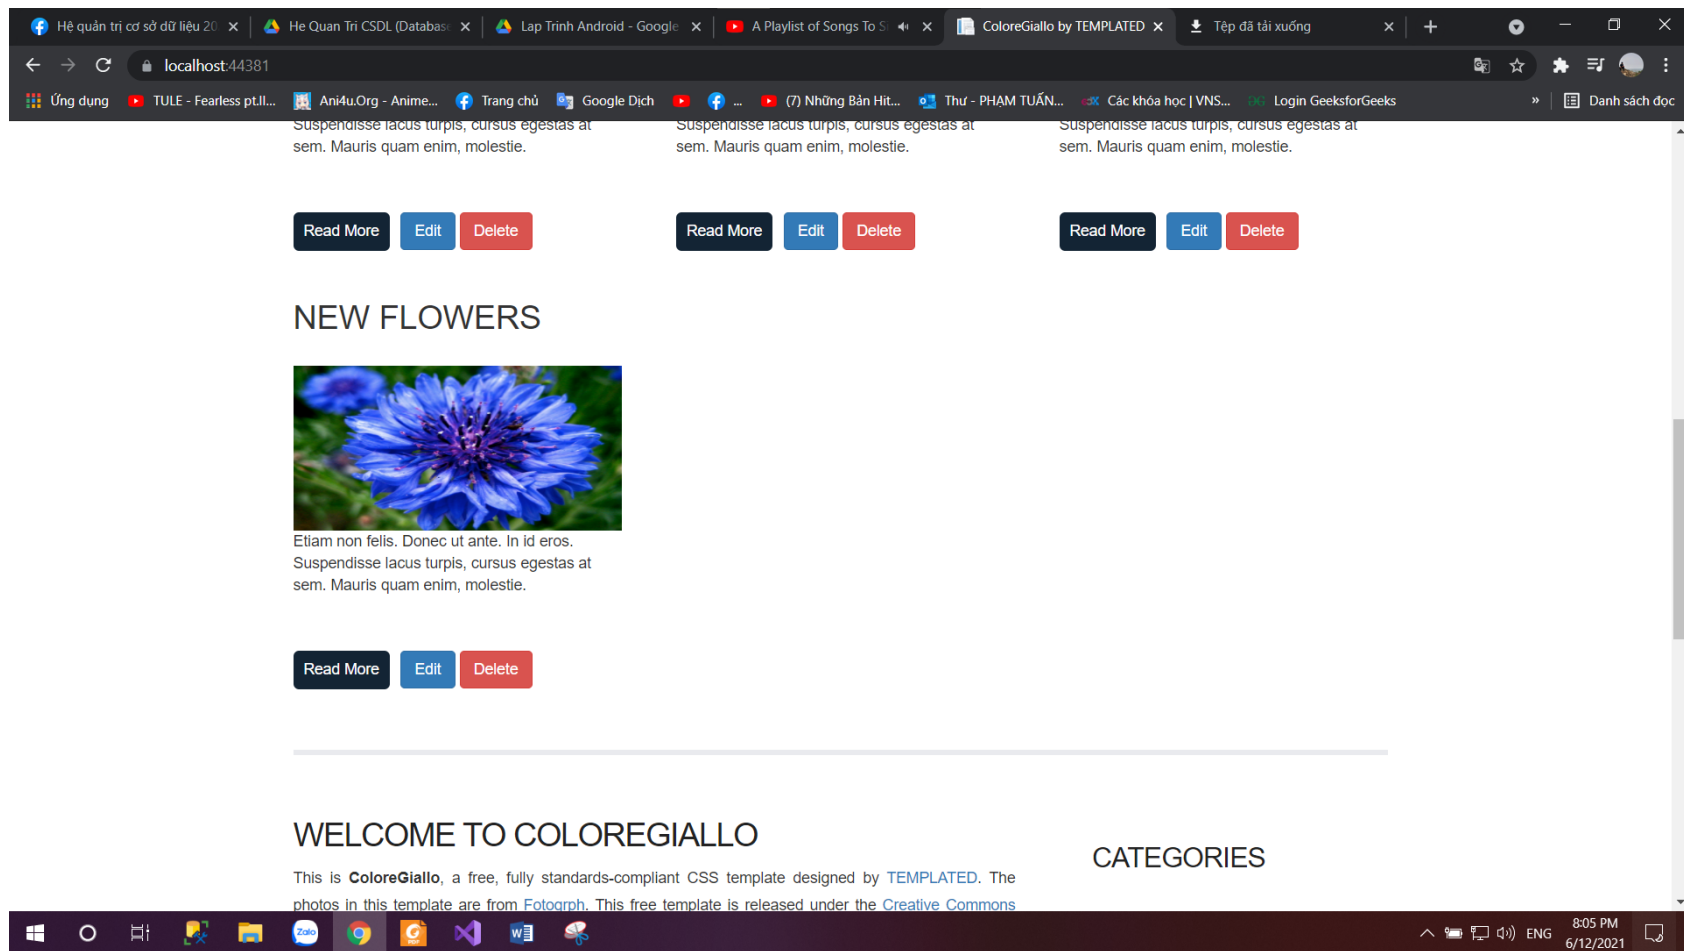 Hệ quản trị cơ sở dữ liệu 20 He Quan Tri CSDL (Database Lap Trinh Android - Google A Playlist of Songs To Si ColoreGiallo by TEMPLATED Tệp đã tải xuống
localhost:44381
Ứng dụng TULE - Fearless pt.II... Ani4u.Org - Anime... Trang chủ Google Dịch ... (7) Những Bản Hit... Thư - PHẠM TUẤN... Các khóa học | VNS... Login GeeksforGeeks » Danh sách đọc
Suspendisse lacus turpis, cursus egestas at Suspendisse lacus turpis, cursus egestas at Suspendisse lacus turpis, cursus egestas at
sem. Mauris quam enim, molestie. sem. Mauris quam enim, molestie. sem. Mauris quam enim, molestie.
Read More Edit Delete Read More Edit Delete Read More Edit Delete
NEW FLOWERS
Etiam non felis. Donec ut ante. In id eros.
Suspendisse lacus turpis, cursus egestas at
sem. Mauris quam enim, molestie.
Read More Edit Delete
WELCOME TO COLOREGIALLO
CATEGORIES
This is ColoreGiallo, a free, fully standards-compliant CSS template designed by TEMPLATED. The
photos in this template are from Fotogrph. This free template is released under the Creative Commons
Zalo
PDF
ENG
8:05 PM
6/12/2021